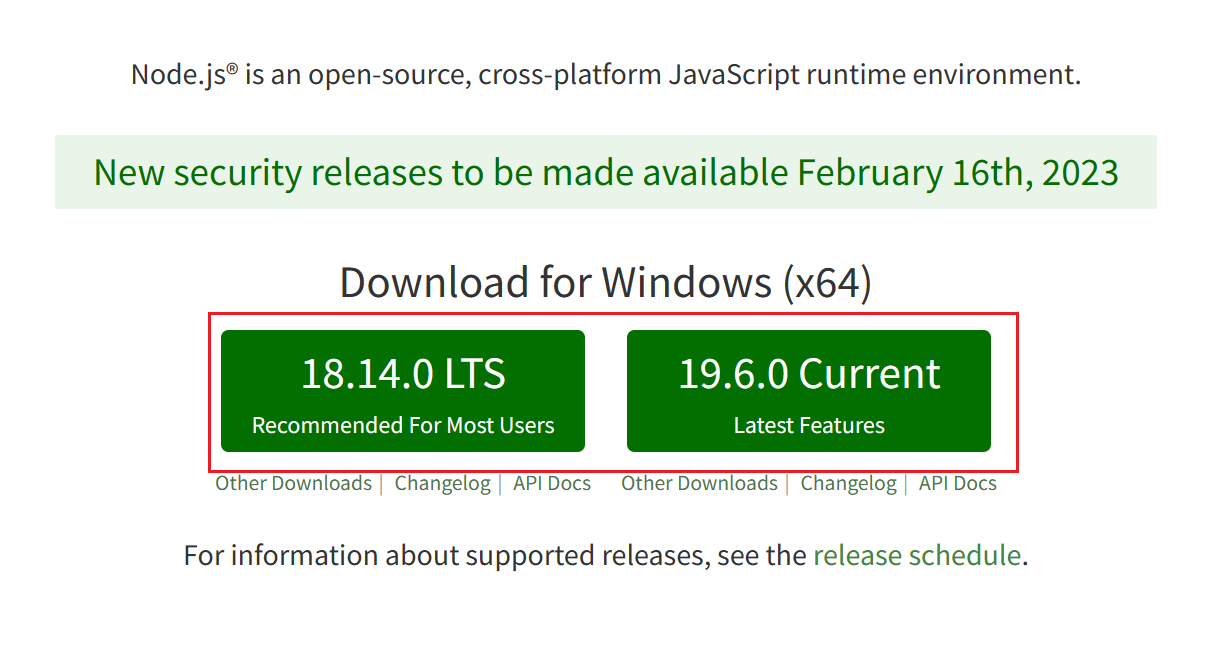 Node.js® is an open-source, cross-platform JavaScript runtime environment.
New security releases to be made available February 16th, 2023
Download for Windows (x64)
18.14.0 LTS
Recommended For Most Users
19.6.0 Current
Latest Features
Other Downloads | Changelog | API Docs
Other Downloads | Changelog | API Docs
For information about supported releases, see the release schedule.